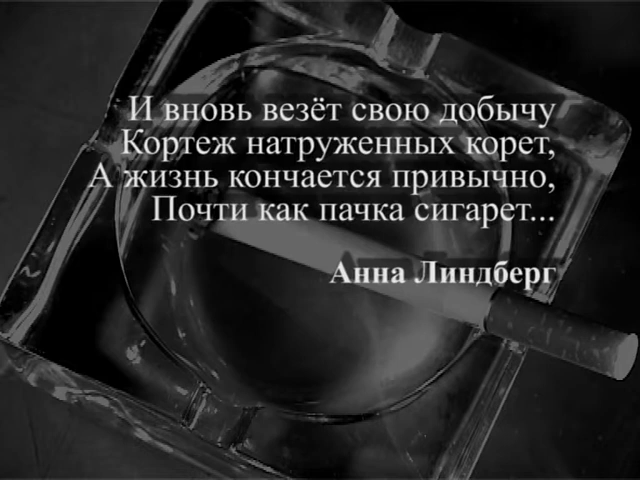 И вновь везёт свою добычу
Кортеж натруженных корет,
А жизнь кончается привычно,
Почти как пачка сигарет...
Анна Линдберг